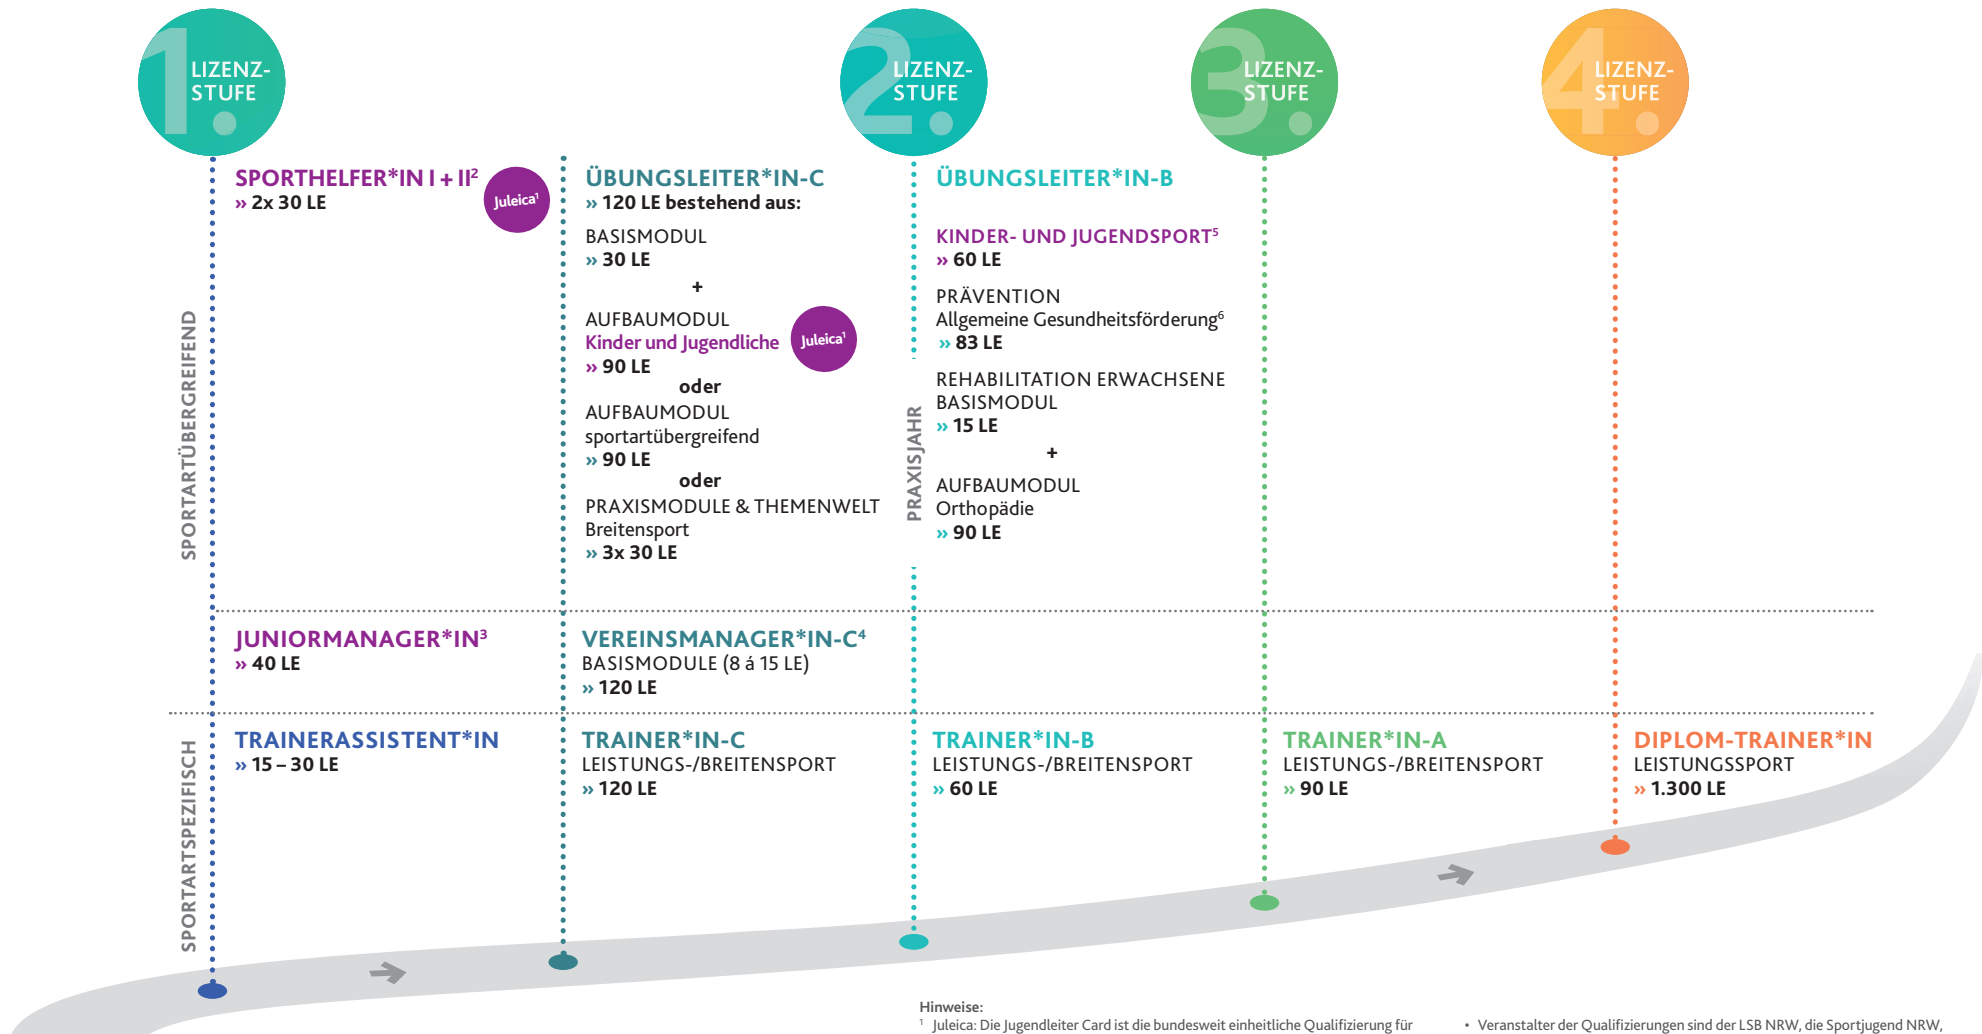 1.
LIZENZ-
STUFE
2.
LIZENZ-
STUFE
3.
LIZENZ-
STUFE
4.
LIZENZ-
STUFE
SPORTARTÜBERGREIFEND
SPORTHELFER*IN I + II²
» 2x 30 LE
Juleica¹
ÜBUNGSLEITER*IN-C
» 120 LE bestehend aus:
BASISMODUL
» 30 LE
+
AUFBAUMODUL
Kinder und Jugendliche
» 90 LE
Juleica¹
oder
AUFBAUMODUL
sportartübergreifend
» 90 LE
oder
PRAXISMODULE & THEMENWELT
Breitensport
» 3x 30 LE
PRAXISJAHR
ÜBUNGSLEITER*IN-B
KINDER- UND JUGENDSPORT⁵
» 60 LE
PRÄVENTION
Allgemeine Gesundheitsförderung⁶
» 83 LE
REHABILITATION ERWACHSENE
BASISMODUL
» 15 LE
+
AUFBAUMODUL
Orthopädie
» 90 LE
JUNIORMANAGER*IN³
» 40 LE
VEREINSMANAGER*IN-C⁴
BASISMODULE (8 á 15 LE)
» 120 LE
SPORTARTSPEZIFISCH
TRAINERASSISTENT*IN
» 15 – 30 LE
TRAINER*IN-C
LEISTUNGS-/BREITENSPORT
» 120 LE
TRAINER*IN-B
LEISTUNGS-/BREITENSPORT
» 60 LE
TRAINER*IN-A
LEISTUNGS-/BREITENSPORT
» 90 LE
DIPLOM-TRAINER*IN
LEISTUNGSSPORT
» 1.300 LE
Hinweise:
¹ Juleica: Die Jugendleiter Card ist die bundesweit einheitliche Qualifizierung für
• Veranstalter der Qualifizierungen sind der LSB NRW, die Sportjugend NRW,